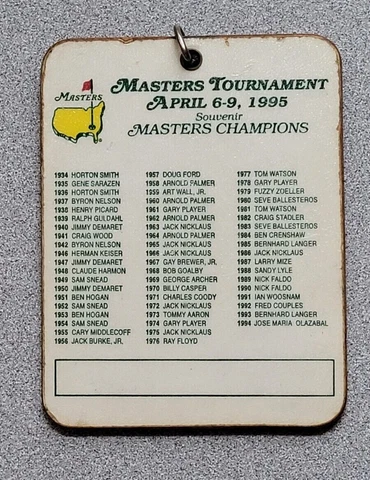 Masters
Masters Tournament
April 6-9, 1995
Souvenir
Masters Champions
1934 HORTON SMITH
1935 GENE SARAZEN
1936 HORTON SMITH
1937 BYRON NELSON
1938 HENRY PICARD
1939 RALPH GULDAHL
1940 JIMMY DEMARET
1941 CRAIG WOOD
1942 BYRON NELSON
1946 HERMAN KEISER
1947 JIMMY DEMARET
1948 CLAUDE HARMON
1949 SAM SNEAD
1950 JIMMY DEMARET
1951 BEN HOGAN
1952 SAM SNEAD
1953 BEN HOGAN
1954 SAM SNEAD
1955 CARY MIDDLECOFF
1956 JACK BURKE, JR.
1957 DOUG FORD
1958 ARNOLD PALMER
1959 ART WALL, JR.
1960 ARNOLD PALMER
1961 GARY PLAYER
1962 ARNOLD PALMER
1963 JACK NICKLAUS
1964 ARNOLD PALMER
1965 JACK NICKLAUS
1966 JACK NICKLAUS
1967 GAY BREWER, JR.
1968 BOB GOALBY
1969 GEORGE ARCHER
1970 BILLY CASPER
1971 CHARLES COODY
1972 JACK NICKLAUS
1973 TOMMY AARON
1974 GARY PLAYER
1975 JACK NICKLAUS
1976 RAY FLOYD
1977 TOM WATSON
1978 GARY PLAYER
1979 FUZZY ZOELLER
1980 SEVE BALLESTEROS
1981 TOM WATSON
1982 CRAIG STADLER
1983 SEVE BALLESTEROS
1984 BEN CRENSHAW
1985 BERNHARD LANGER
1986 JACK NICKLAUS
1987 LARRY MIZE
1988 SANDY LYLE
1989 NICK FALDO
1990 NICK FALDO
1991 IAN WOOSNAM
1992 FRED COUPLES
1993 BERNHARD LANGER
1994 JOSE MARIA OLAZABAL